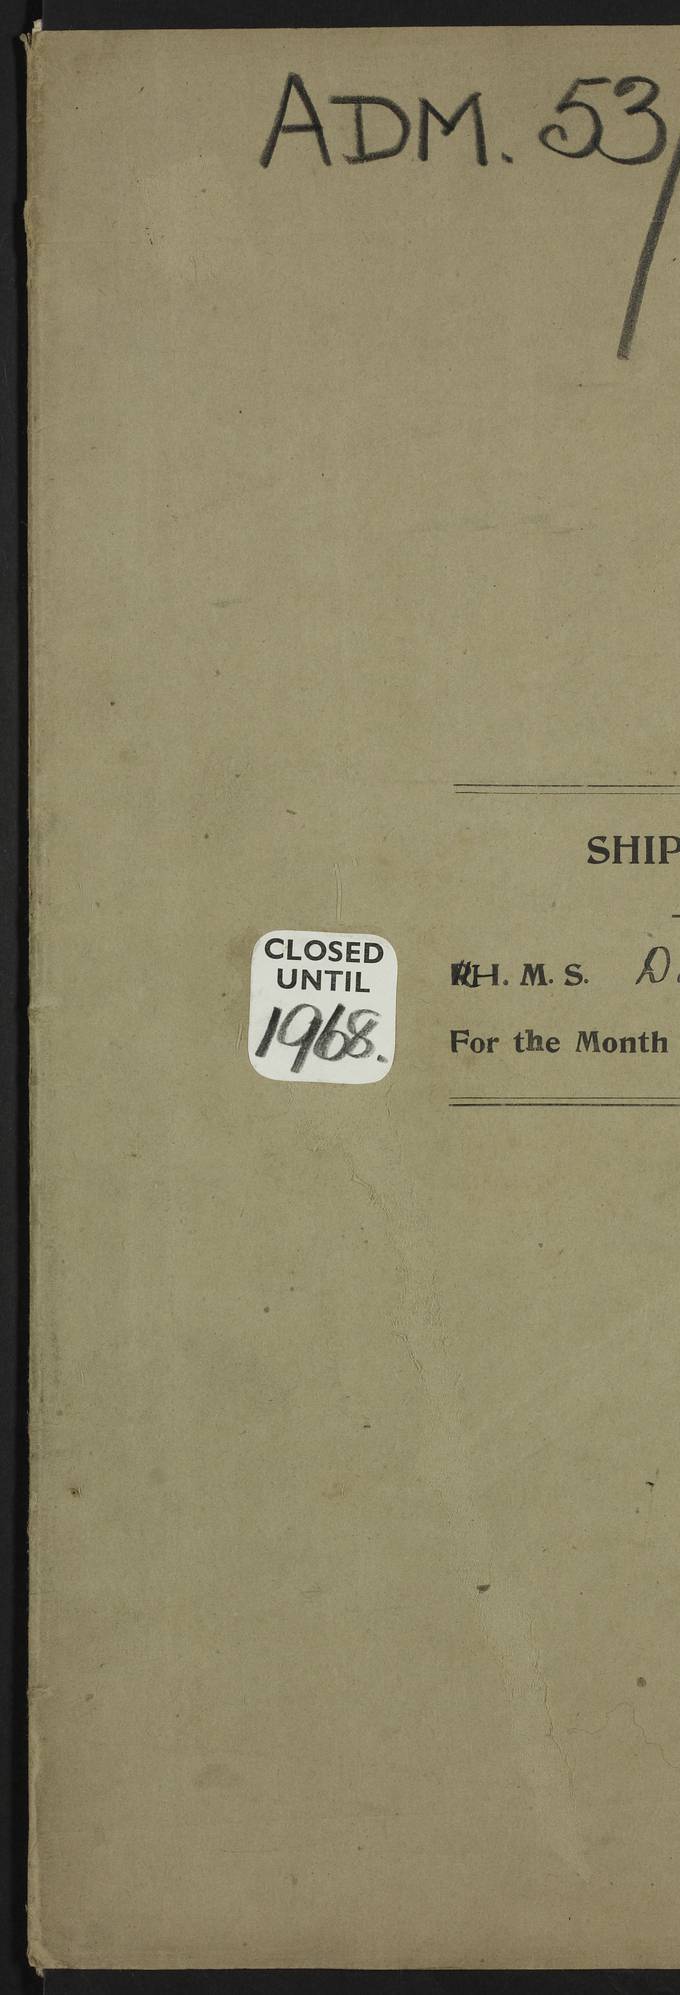 ADM. 53/
SHIP
CLOSED
UNTIL
1968.
H. M. S. D.
For the Month